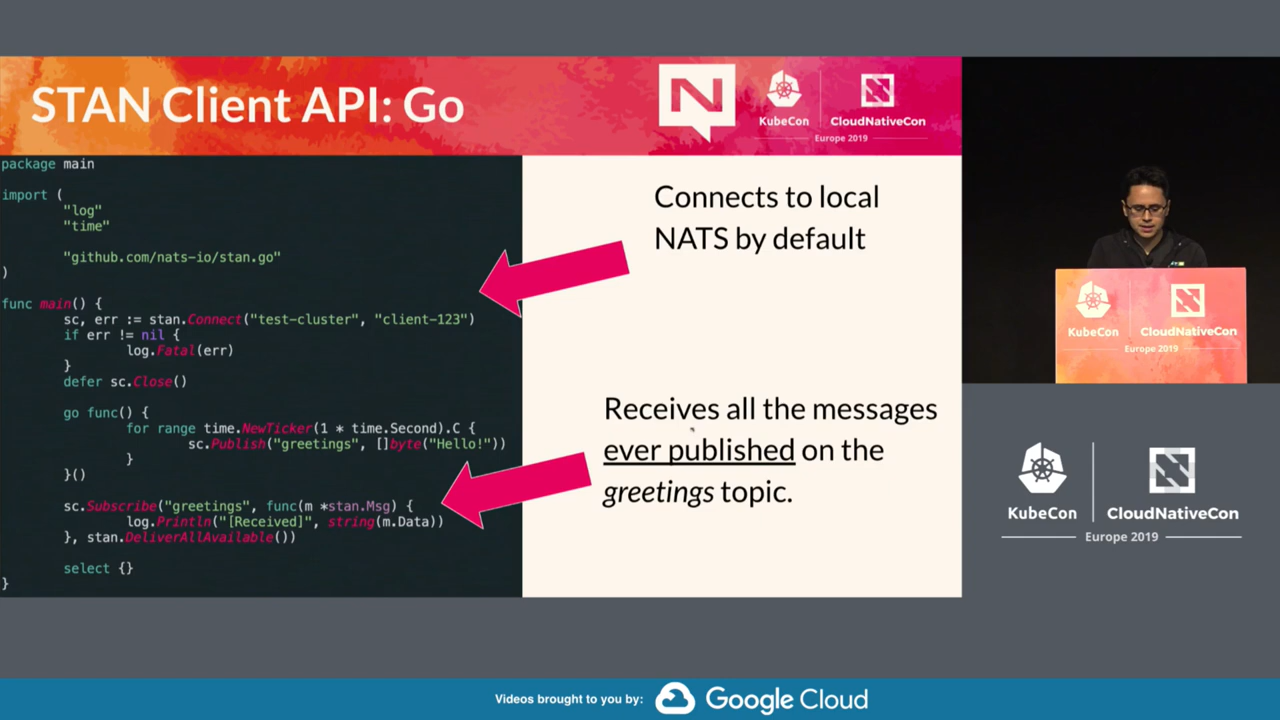 STAN Client API: Go
N
KubeCon
CloudNativeCon
Europe 2019
package main
import (
"log"
"time"
"github.com/nats-io/stan.go"
)
func main() {
sc, err := stan.Connect("test-cluster", "client-123")
if err != nil {
log.Fatal(err)
}
defer sc.Close()
go func() {
for range time.NewTicker(1 * time.Second).C {
sc.Publish("greetings", []byte("Hello!"))
}
}()
sc.Subscribe("greetings", func(m *stan.Msg) {
log.Println("[Received]", string(m.Data))
}, stan.DeliverAllAvailable())
select {}
}
Connects to local
NATS by default
Receives all the messages
ever published on the
greetings topic.
KubeCon
CloudNativeCon
Europe 2019
KubeCon
CloudNativeCon
Europe 2019
Videos brought to you by:
Google Cloud